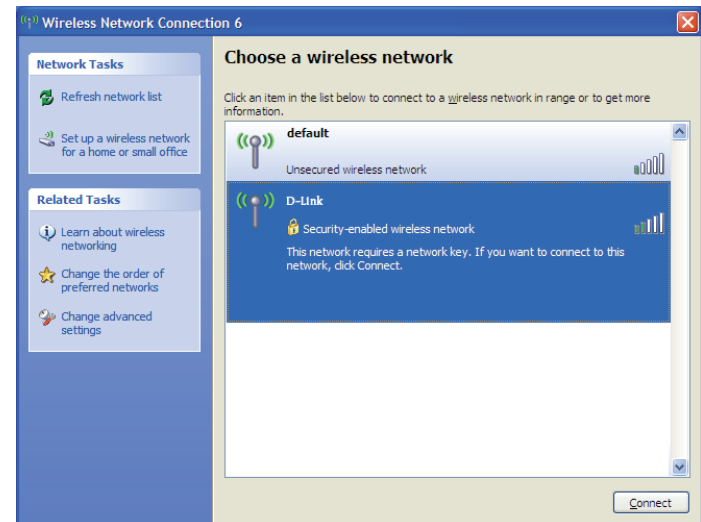 Wireless Network Connection 6
Network Tasks
Refresh network list
Set up a wireless network
for a home or small office
Related Tasks
Learn about wireless
networking
Change the order of
preferred networks
Change advanced
settings
Choose a wireless network
Click an item in the list below to connect to a wireless network in range or to get more
information.
default
Unsecured wireless network
D-Link
Security-enabled wireless network
This network requires a network key. If you want to connect to this
network, click Connect.
Connect